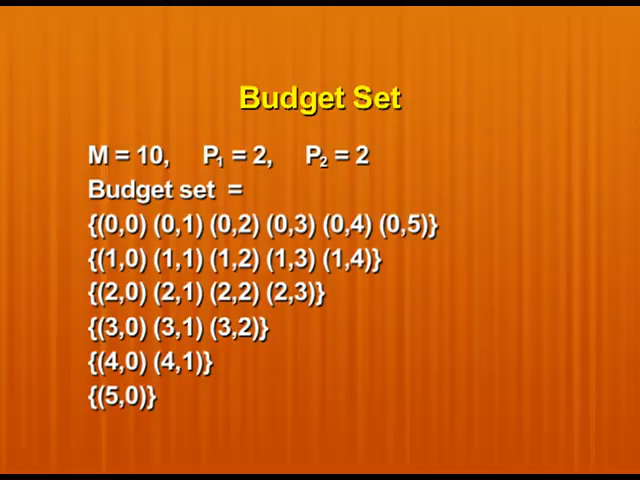 Budget Set
M = 10, P₁ = 2, P₂ = 2
Budget set =
{(0,0) (0,1) (0,2) (0,3) (0,4) (0,5)}
{(1,0) (1,1) (1,2) (1,3) (1,4)}
{(2,0) (2,1) (2,2) (2,3)}
{(3,0) (3,1) (3,2)}
{(4,0) (4,1)}
{(5,0)}